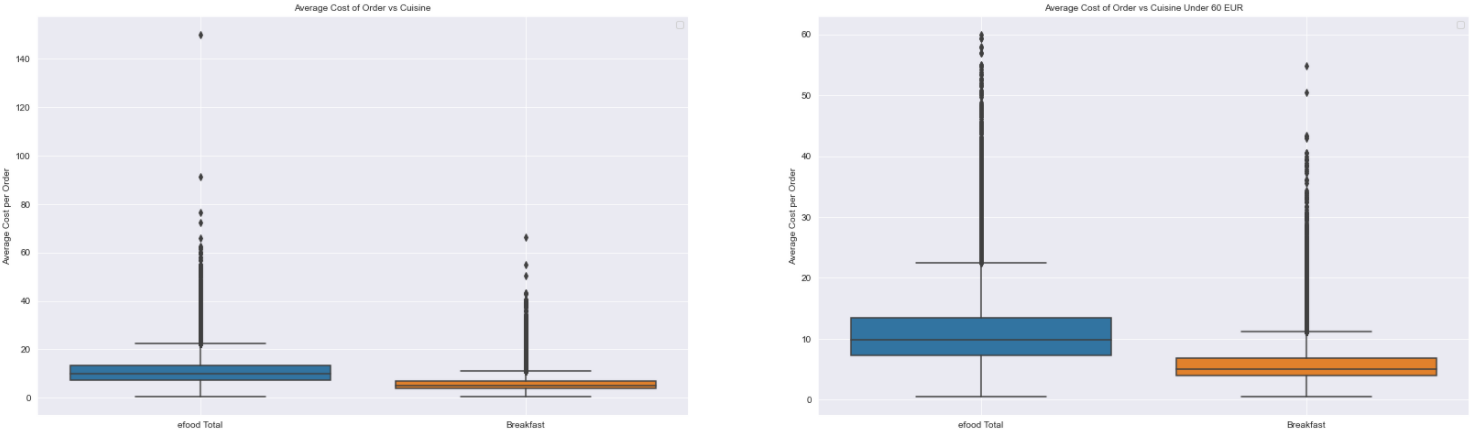 Average Cost of Order vs Cuisine
Average Cost per Order
140
120
100
80
60
40
20
0
efood Total
Breakfast
Average Cost of Order vs Cuisine Under 60 EUR
Average Cost per Order
60
50
40
30
20
10
0
efood Total
Breakfast